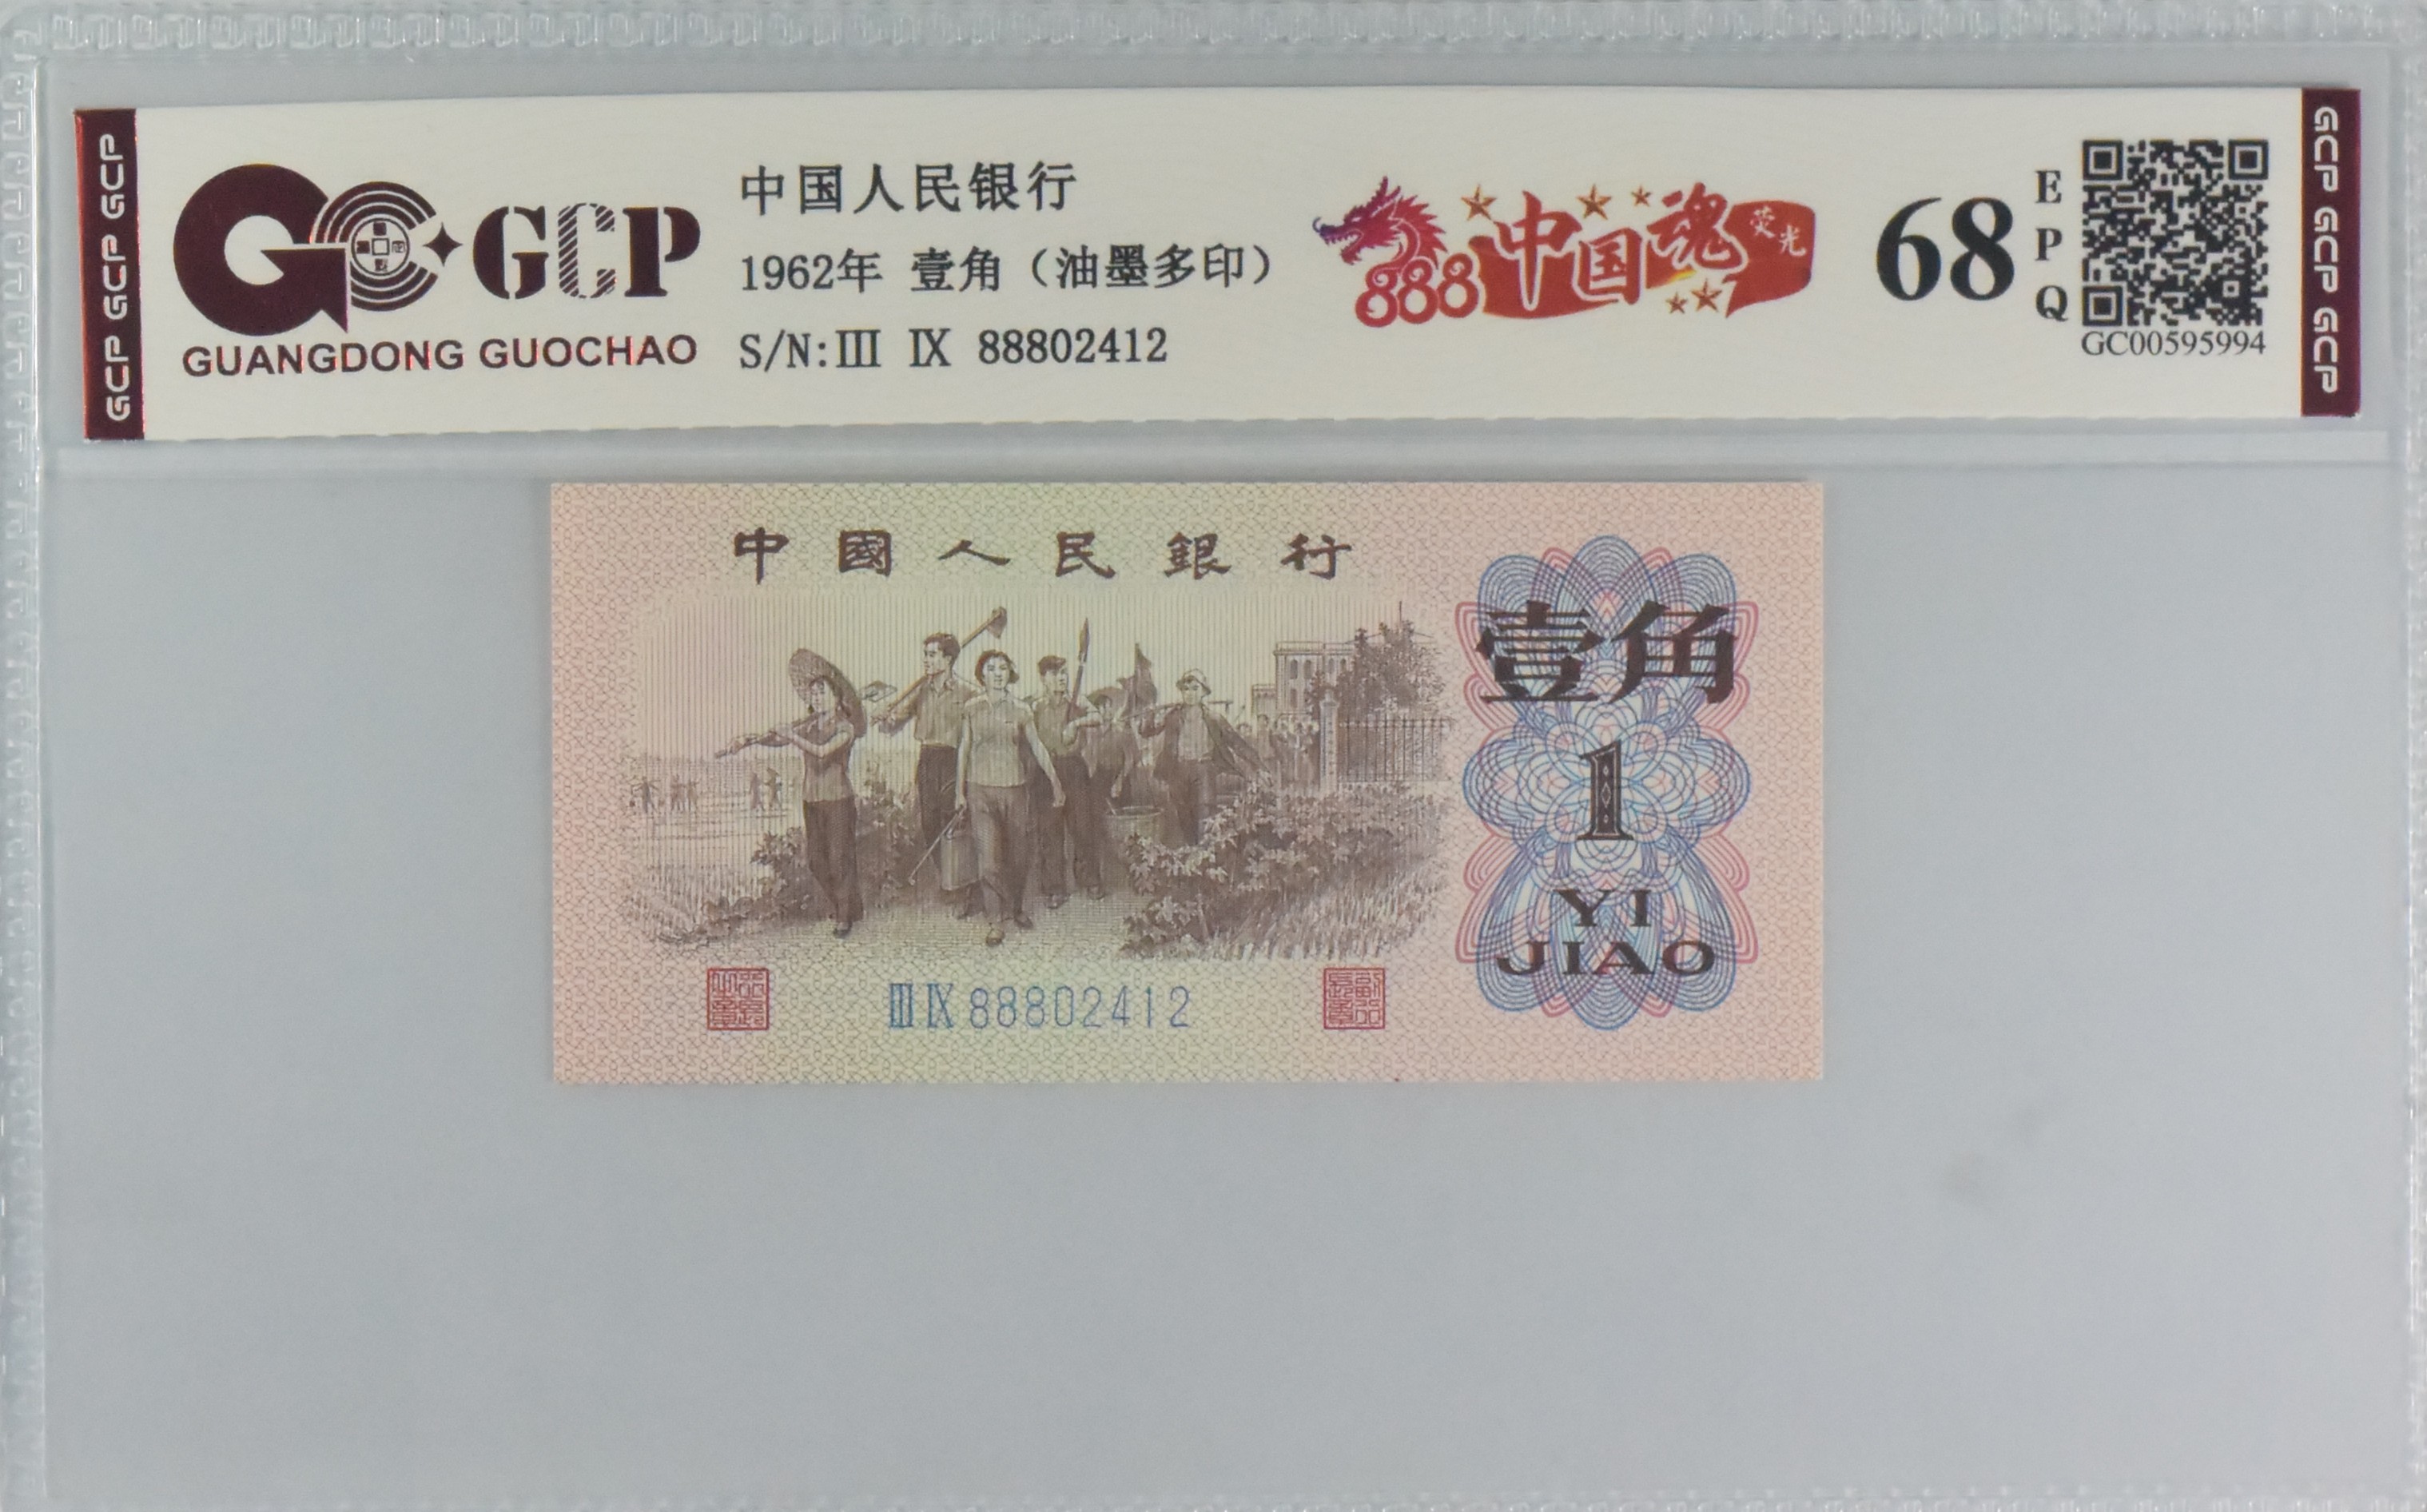 GCP GCP GCP
GCP
GUANGDONG GUOCHAO
中国人民银行
1962年 壹角（油墨多印）
S/N:III IX 88802412
888中国魂
荧光
68
EPQ
GC00595994
GCP GCP GCP
中國人民銀行
壹角
1
YI
JIAO
III IX 88802412